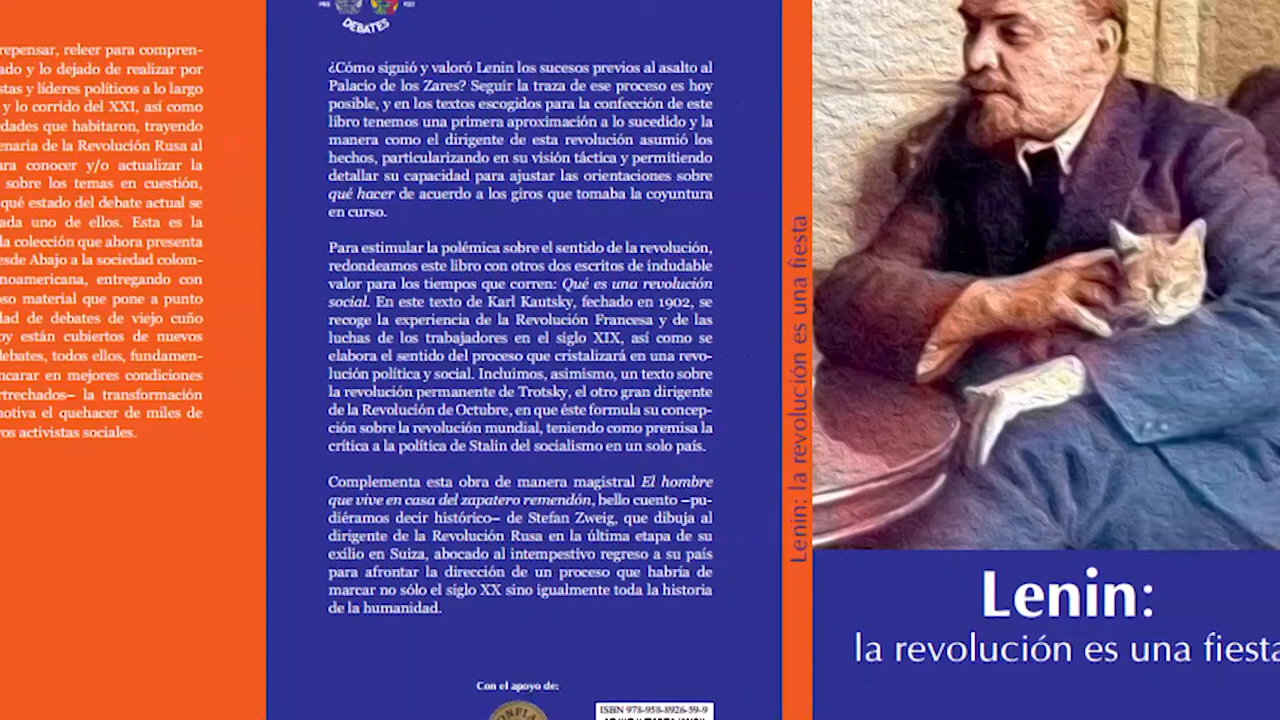 repensar, releer para compren-
ado y lo dejado de realizar por
stas y líderes políticos a lo largo
y lo corrido del XXI, así como
edades que habitaron, trayendo
enaria de la Revolución Rusa al
ara conocer y/o actualizar la
sobre los temas en cuestión,
qué estado del debate actual se
ada uno de ellos. Esta es la
la colección que ahora presenta
esde Abajo a la sociedad colom-
noamericana, entregando con
oso material que pone a punto
dad de debates de viejo cuño
oy están cubiertos de nuevos
debates, todos ellos, fundamen-
ncarar en mejores condiciones
rtrechados– la transformación
motiva el quehacer de miles de
ros activistas sociales.
DEBATES
¿Cómo siguió y valoró Lenin los sucesos previos al asalto al
Palacio de los Zares? Seguir la traza de ese proceso es hoy
posible, y en los textos escogidos para la confección de este
libro tenemos una primera aproximación a lo sucedido y la
manera como el dirigente de esta revolución asumió los
hechos, particularizando en su visión táctica y permitiendo
detallar su capacidad para ajustar las orientaciones sobre
qué hacer de acuerdo a los giros que tomaba la coyuntura
en curso.
Para estimular la polémica sobre el sentido de la revolución,
redondeamos este libro con otros dos escritos de indudable
valor para los tiempos que corren: Qué es una revolución
social. En este texto de Karl Kautsky, fechado en 1902, se
recoge la experiencia de la Revolución Francesa y de las
luchas de los trabajadores en el siglo XIX, así como se
elabora el sentido del proceso que cristalizará en una revo-
lución política y social. Incluimos, asimismo, un texto sobre
la revolución permanente de Trotsky, el otro gran dirigente
de la Revolución de Octubre, en que éste formula su concep-
ción sobre la revolución mundial, teniendo como premisa la
crítica a la política de Stalin del socialismo en un solo país.
Complementa esta obra de manera magistral El hombre
que vive en casa del zapatero remendón, bello cuento –pu-
diéramos decir histórico– de Stefan Zweig, que dibuja al
dirigente de la Revolución Rusa en la última etapa de su
exilio en Suiza, abocado al intempestivo regreso a su país
para afrontar la dirección de un proceso que habría de
marcar no sólo el siglo XX sino igualmente toda la historia
de la humanidad.
Con el apoyo de:
ISBN 978-958-8926-59-9
Lenin: la revolución es una fiesta
Lenin:
la revolución es una fiesta